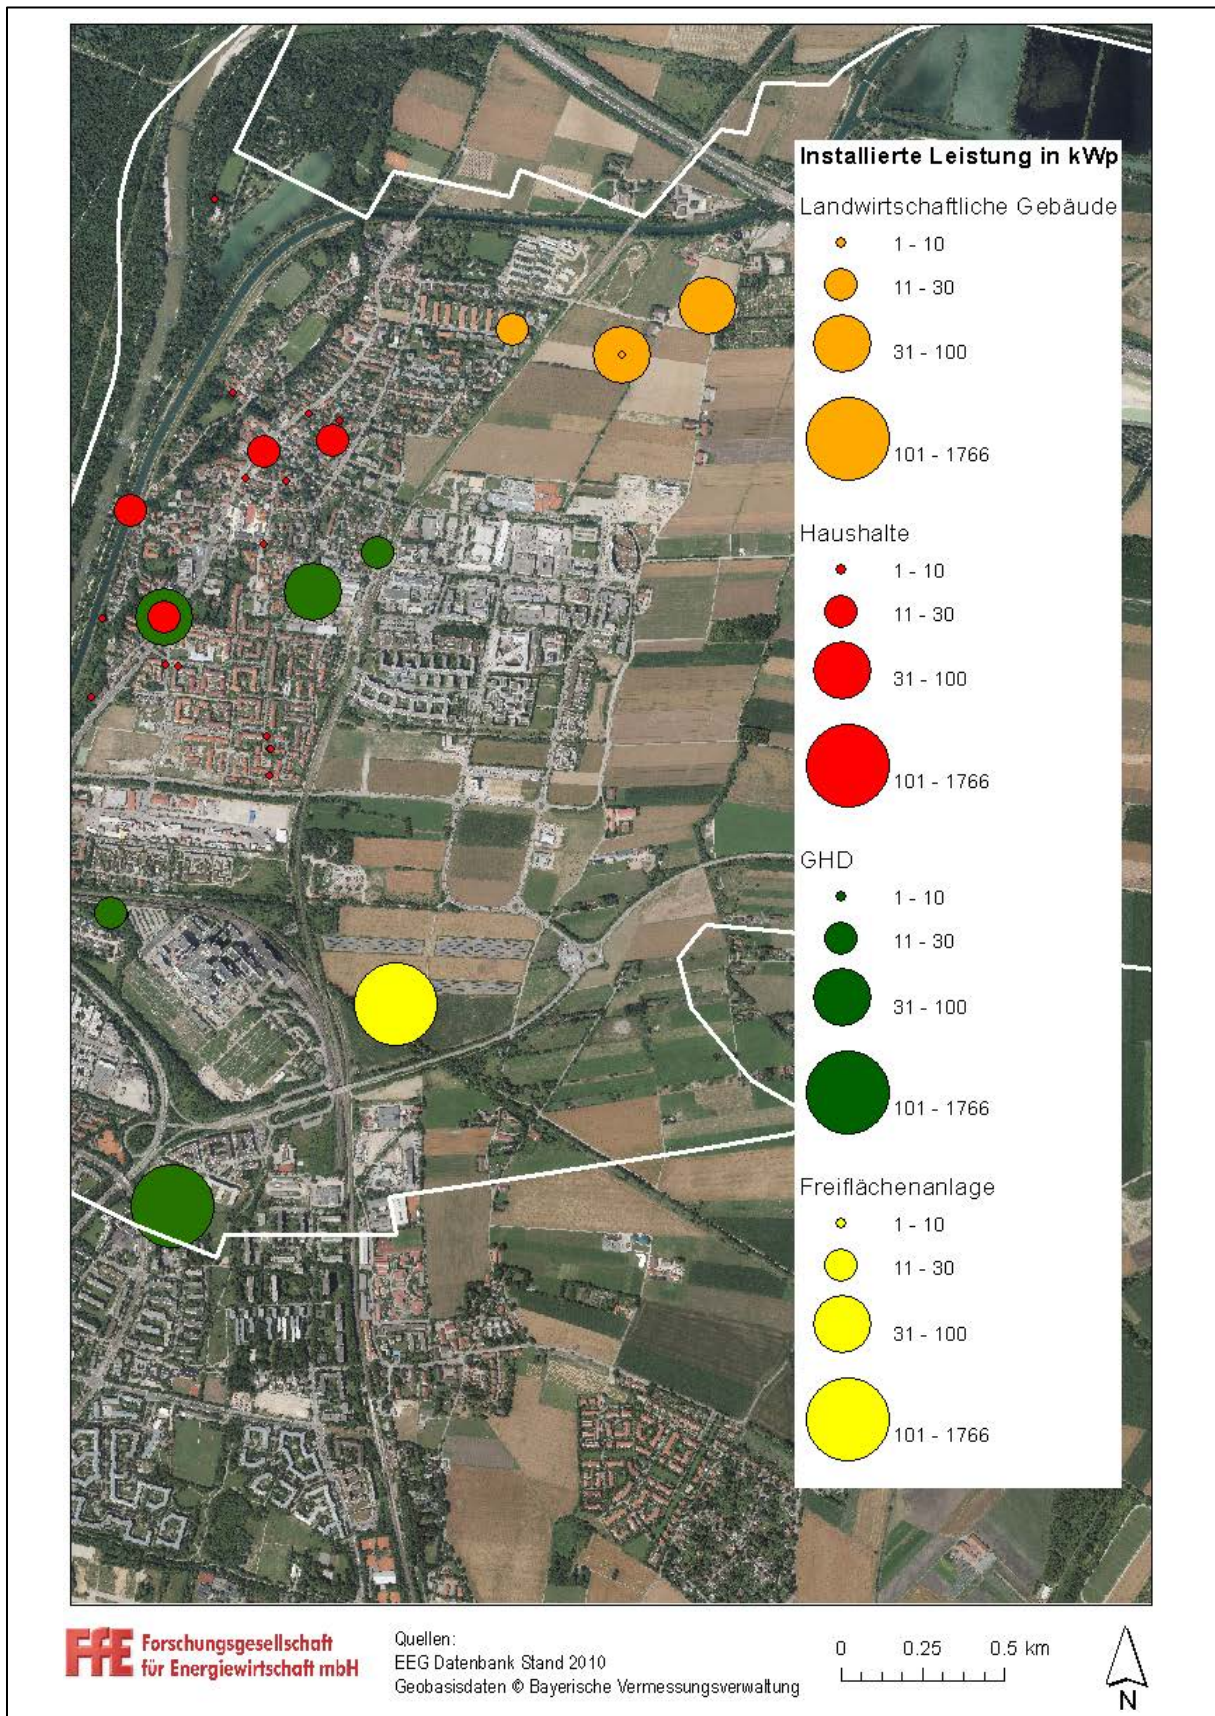 Installierte Leistung in kWp
Landwirtschaftliche Gebäude
1 - 10
11 - 30
31 - 100
101 - 1766
Haushalte
1 - 10
11 - 30
31 - 100
101 - 1766
GHD
1 - 10
11 - 30
31 - 100
101 - 1766
Freiflächenanlage
1 - 10
11 - 30
31 - 100
101 - 1766
FfE Forschungsgesellschaft
für Energiewirtschaft mbH
Quellen:
EEG Datenbank Stand 2010
Geobasisdaten © Bayerische Vermessungsverwaltung
0 0.25 0.5 km
N